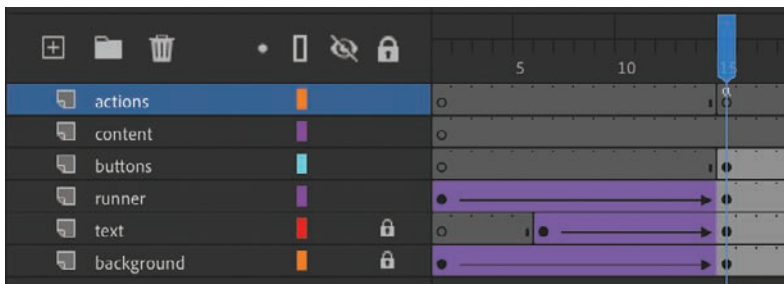 5 10 15
a
actions
content
buttons
runner
text
background